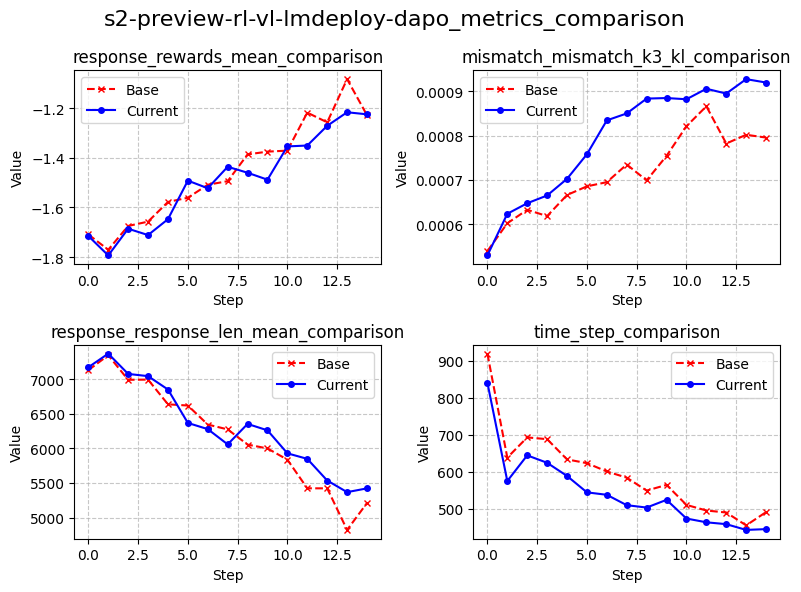 s2-preview-rl-vl-lmdeploy-dapo_metrics_comparison
response_rewards_mean_comparison
Base
Current
Value
−1.2
−1.4
−1.6
−1.8
0.0 2.5 5.0 7.5 10.0 12.5
Step
mismatch_mismatch_k3_kl_comparison
Base
Current
Value
0.0009
0.0008
0.0007
0.0006
0.0 2.5 5.0 7.5 10.0 12.5
Step
response_response_len_mean_comparison
Base
Current
Value
7000
6500
6000
5500
5000
0.0 2.5 5.0 7.5 10.0 12.5
Step
time_step_comparison
Base
Current
Value
900
800
700
600
500
0.0 2.5 5.0 7.5 10.0 12.5
Step